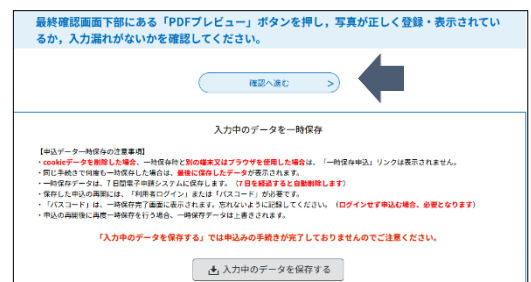 最終確認画面下部にある「PDFプレビュー」ボタンを押し，写真が正しく登録・表示されてい
るか，入力漏れがないかを確認してください。
確認へ進む >
入力中のデータを一時保存
【申込データ一時保存の注意事項】
・cookieデータを削除した場合、一時保存時と別の端末又はブラウザを使用した場合は、「一時保存申込」リンクは表示されません。
・同じ手続きで何度も一時保存した場合は、最後に保存したデータが表示されます。
・一時保存データは、7日間電子申請システムに保存します。（7日を経過すると自動削除します）
・保存した申込の再開には、「利用者ログイン」または「パスワード」が必要です。
・「パスワード」は、一時保存完了画面に表示されます。忘れないように記録してください。（ログインせず申込む場合、必要となります）
・申込の再開後に再度一時保存を行う場合、一時保存データは上書きされます。
「入力中のデータを保存する」では申込みの手続きが完了しておりませんのでご注意ください。
入力中のデータを保存する